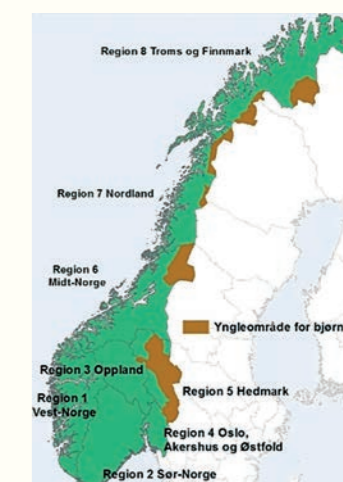 Region 8 Troms og Finnmark
Region 7 Nordland
Region 6
Midt-Norge
Yngleområde for bjørn
Region 3 Oppland
Region 5 Hedmark
Region 1
Vest-Norge
Region 4 Oslo,
Akershus og Østfold
Region 2 Sør-Norge